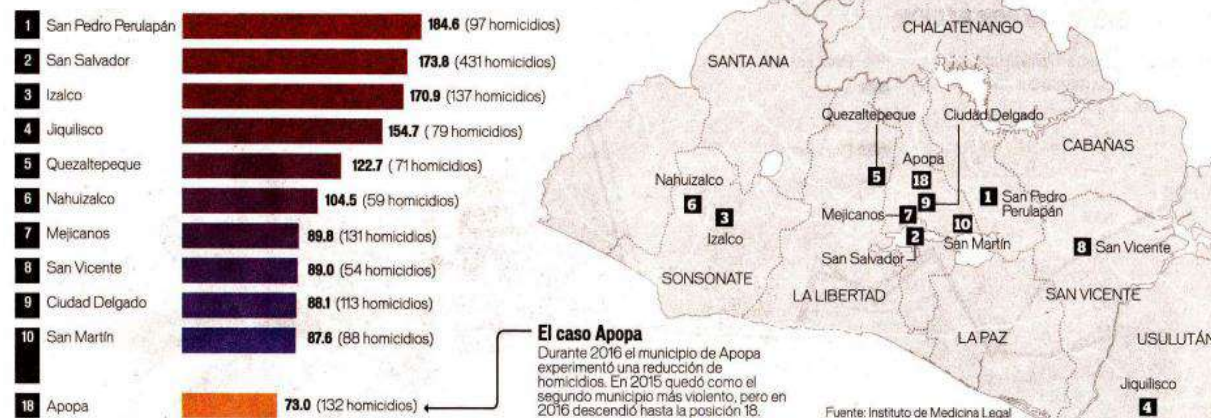 1 San Pedro Perulapán 184.6 (97 homicidios)
2 San Salvador 173.8 (431 homicidios)
3 Izalco 170.9 (137 homicidios)
4 Jiquilisco 154.7 (79 homicidios)
5 Quezaltepeque 122.7 (71 homicidios)
6 Nahuizalco 104.5 (59 homicidios)
7 Mejicanos 89.8 (131 homicidios)
8 San Vicente 89.0 (54 homicidios)
9 Ciudad Delgado 88.1 (113 homicidios)
10 San Martín 87.6 (88 homicidios)
18 Apopa 73.0 (132 homicidios)
El caso Apopa
Durante 2016 el municipio de Apopa
experimentó una reducción de
homicidios. En 2015 quedó como el
segundo municipio más violento, pero en
2016 descendió hasta la posición 18.
CHALATENANGO
SANTA ANA
Quezaltepeque
Ciudad Delgado
CABAÑAS
Apopa
18
5
Nahuizalco
6
9
1 San Pedro
Perulapán
3
Izalco
Mejicanos 7
10
San Martín
2
San Salvador
8 San Vicente
SONSONATE
LA LIBERTAD
SAN VICENTE
LA PAZ
USULUTÁN
Jiquilisco
4
Fuente: Instituto de Medicina Legal